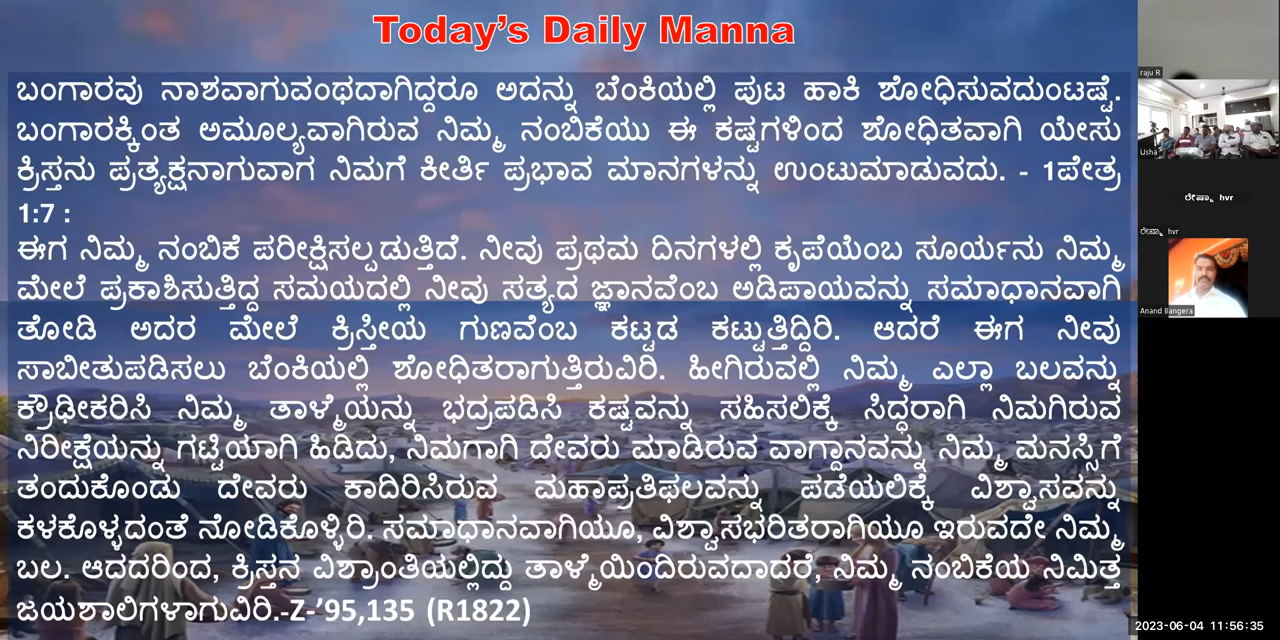 Today's Daily Manna
ಬಂಗಾರವು ನಾಶವಾಗುವಂಥದಾಗಿದ್ದರೂ ಅದನ್ನು ಬೆಂಕಿಯಲ್ಲಿ ಪುಟ ಹಾಕಿ ಶೋಧಿಸುವದುಂಟಷ್ಟೆ.
ಬಂಗಾರಕ್ಕಿಂತ ಅಮೂಲ್ಯವಾಗಿರುವ ನಿಮ್ಮ ನಂಬಿಕೆಯು ಈ ಕಷ್ಟಗಳಿಂದ ಶೋಧಿತವಾಗಿ ಯೇಸು
ಕ್ರಿಸ್ತನು ಪ್ರತ್ಯಕ್ಷನಾಗುವಾಗ ನಿಮಗೆ ಕೀರ್ತಿ ಪ್ರಭಾವ ಮಾನಗಳನ್ನು ಉಂಟುಮಾಡುವದು. - 1ಪೇತ್ರ
1:7 :
ಈಗ ನಿಮ್ಮ ನಂಬಿಕೆ ಪರೀಕ್ಷಿಸಲ್ಪಡುತ್ತಿದೆ. ನೀವು ಪ್ರಥಮ ದಿನಗಳಲ್ಲಿ ಕೃಪೆಯೆಂಬ ಸೂರ್ಯನು ನಿಮ್ಮ
ಮೇಲೆ ಪ್ರಕಾಶಿಸುತ್ತಿದ್ದ ಸಮಯದಲ್ಲಿ ನೀವು ಸತ್ಯದ ಜ್ಞಾನವೆಂಬ ಅಡಿಪಾಯವನ್ನು ಸಮಾಧಾನವಾಗಿ
ತೋಡಿ ಅದರ ಮೇಲೆ ಕ್ರಿಸ್ತೀಯ ಗುಣವೆಂಬ ಕಟ್ಟಡ ಕಟ್ಟುತ್ತಿದ್ದಿರಿ. ಆದರೆ ಈಗ ನೀವು
ಸಾಬೀತುಪಡಿಸಲು ಬೆಂಕಿಯಲ್ಲಿ ಶೋಧಿತರಾಗುತ್ತಿರುವಿರಿ. ಹೀಗಿರುವಲ್ಲಿ ನಿಮ್ಮ ಎಲ್ಲಾ ಬಲವನ್ನು
ಕ್ರೌಢೀಕರಿಸಿ ನಿಮ್ಮ ತಾಳ್ಮೆಯನ್ನು ಭದ್ರಪಡಿಸಿ ಕಷ್ಟವನ್ನು ಸಹಿಸಲಿಕ್ಕೆ ಸಿದ್ಧರಾಗಿ ನಿಮಗಿರುವ
ನಿರೀಕ್ಷೆಯನ್ನು ಗಟ್ಟಿಯಾಗಿ ಹಿಡಿದು, ನಿಮಗಾಗಿ ದೇವರು ಮಾಡಿರುವ ವಾಗ್ದಾನವನ್ನು ನಿಮ್ಮ ಮನಸ್ಸಿಗೆ
ತಂದುಕೊಂಡು ದೇವರು ಕಾದಿರಿಸಿರುವ ಮಹಾಪ್ರತಿಫಲವನ್ನು ಪಡೆಯಲಿಕ್ಕೆ ವಿಶ್ವಾಸವನ್ನು
ಕಳಕೊಳ್ಳದಂತೆ ನೋಡಿಕೊಳ್ಳಿರಿ. ಸಮಾಧಾನವಾಗಿಯೂ, ವಿಶ್ವಾಸಭರಿತರಾಗಿಯೂ ಇರುವದೇ ನಿಮ್ಮ
ಬಲ. ಆದದರಿಂದ, ಕ್ರಿಸ್ತನ ವಿಶ್ರಾಂತಿಯಲ್ಲಿದ್ದು ತಾಳ್ಮೆಯಿಂದಿರುವದಾದರೆ, ನಿಮ್ಮ ನಂಬಿಕೆಯ ನಿಮಿತ್ತ
ಜಯಶಾಲಿಗಳಾಗುವಿರಿ.-Z-'95,135 (R1822)
raju R
Usha
ರೇಷ್ಮಾ hvr
ರೇಷ್ಮಾ hvr
Anand Bangera
2023-06-04 11:56:35